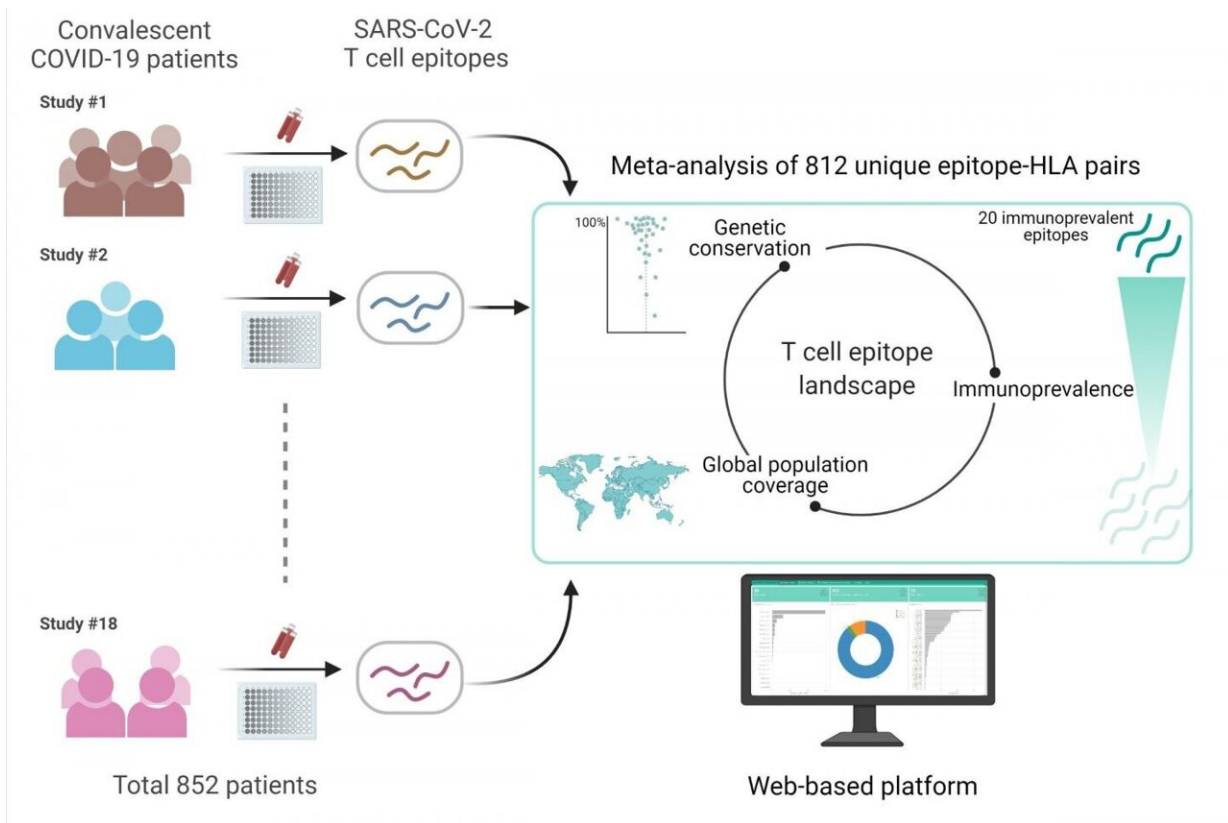 Convalescent
COVID-19 patients
SARS-CoV-2
T cell epitopes
Study #1
Study #2
Study #18
Total 852 patients
Meta-analysis of 812 unique epitope-HLA pairs
100%
Genetic
conservation
20 immunoprevalent
epitopes
T cell epitope
landscape
Immunoprevalence
Global population
coverage
Web-based platform